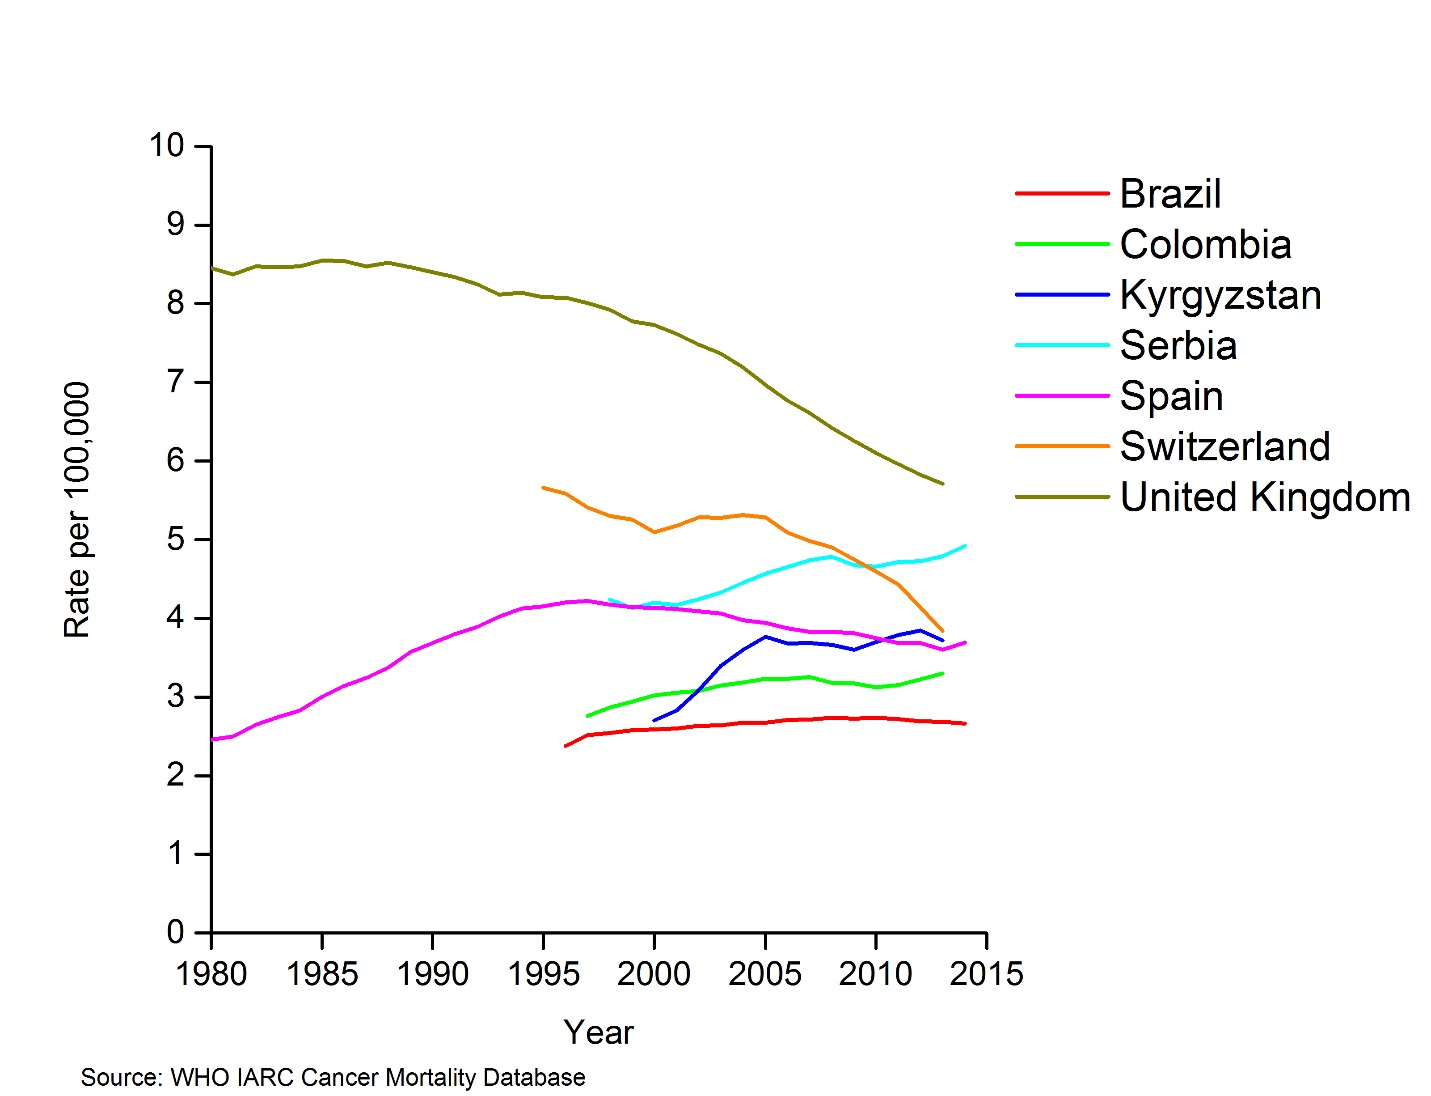 10
9
8
7
6
5
4
3
2
1
0
Rate per 100,000
1980 1985 1990 1995 2000 2005 2010 2015
Year
Brazil
Colombia
Kyrgyzstan
Serbia
Spain
Switzerland
United Kingdom
Source: WHO IARC Cancer Mortality Database